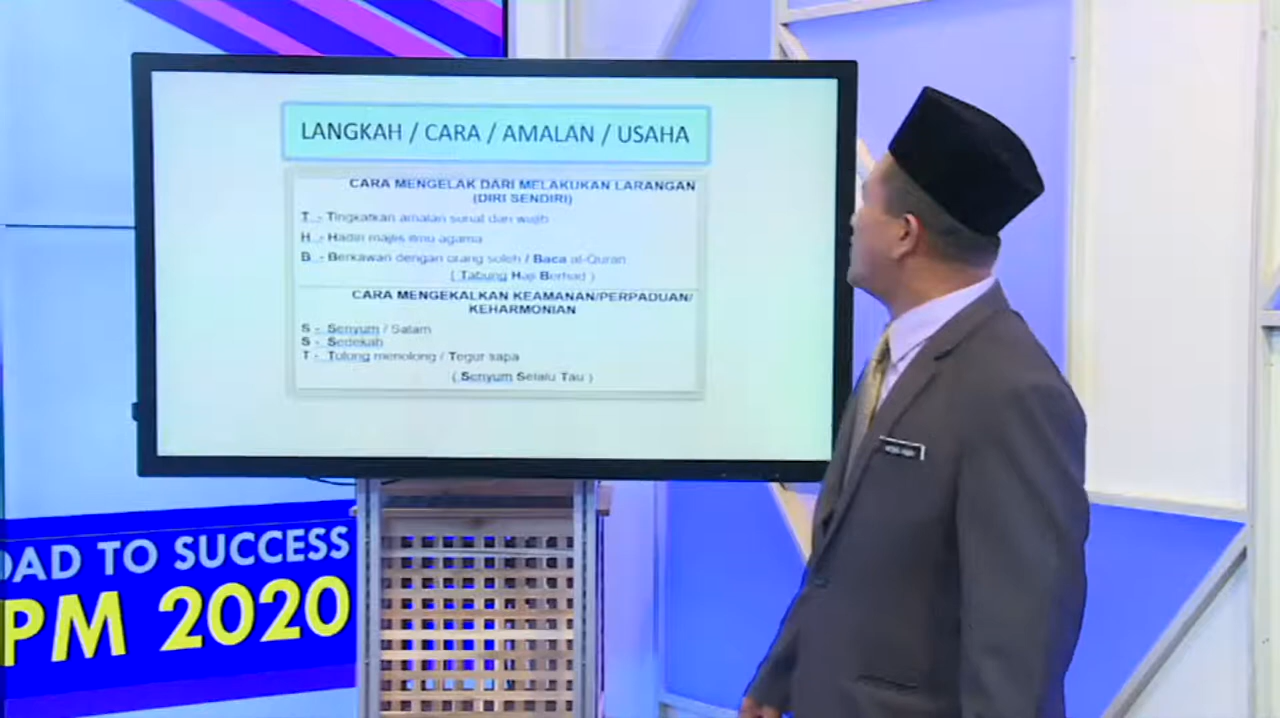 LANGKAH / CARA / AMALAN / USAHA
CARA MENGELAK DARI MELAKUKAN LARANGAN
(DIRI SENDIRI)
T - Tingkatkan amalan sunat dan wajib
H - Hadiri majlis ilmu agama
B - Berkawan dengan orang soleh / Baca al-Quran
( Tabung Haji Berhad )
CARA MENGEKALKAN KEAMANAN/PERPADUAN/
KEHARMONIAN
S - Senyum / Salam
S - Sedekah
T - Tolong menolong / Tegur sapa
( Senyum Selalu Tau )
OAD TO SUCCESS
PM 2020